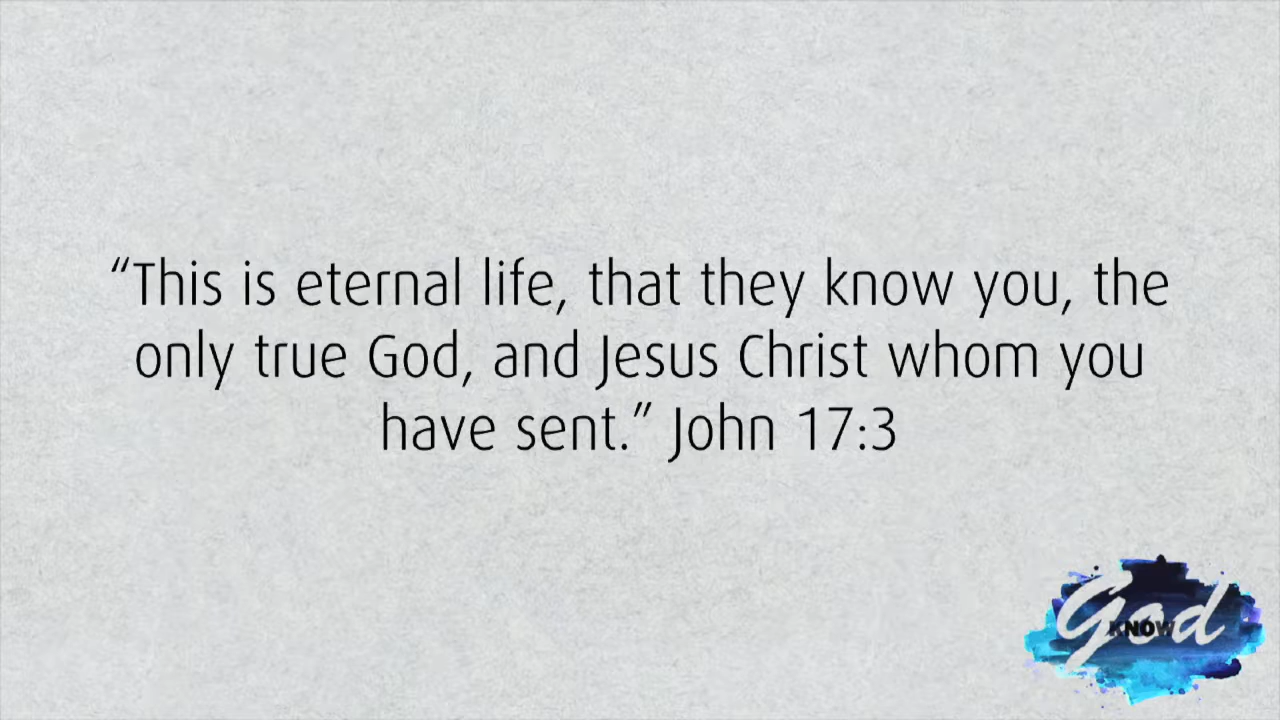 “This is eternal life, that they know you, the
only true God, and Jesus Christ whom you
have sent.” John 17:3
God
KNOW